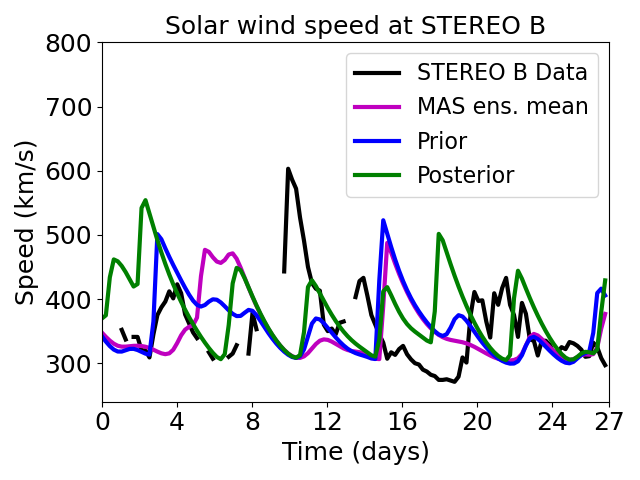 Solar wind speed at STEREO B
Speed (km/s)
800
700
600
500
400
300
STEREO B Data
MAS ens. mean
Prior
Posterior
0 4 8 12 16 20 24 27
Time (days)